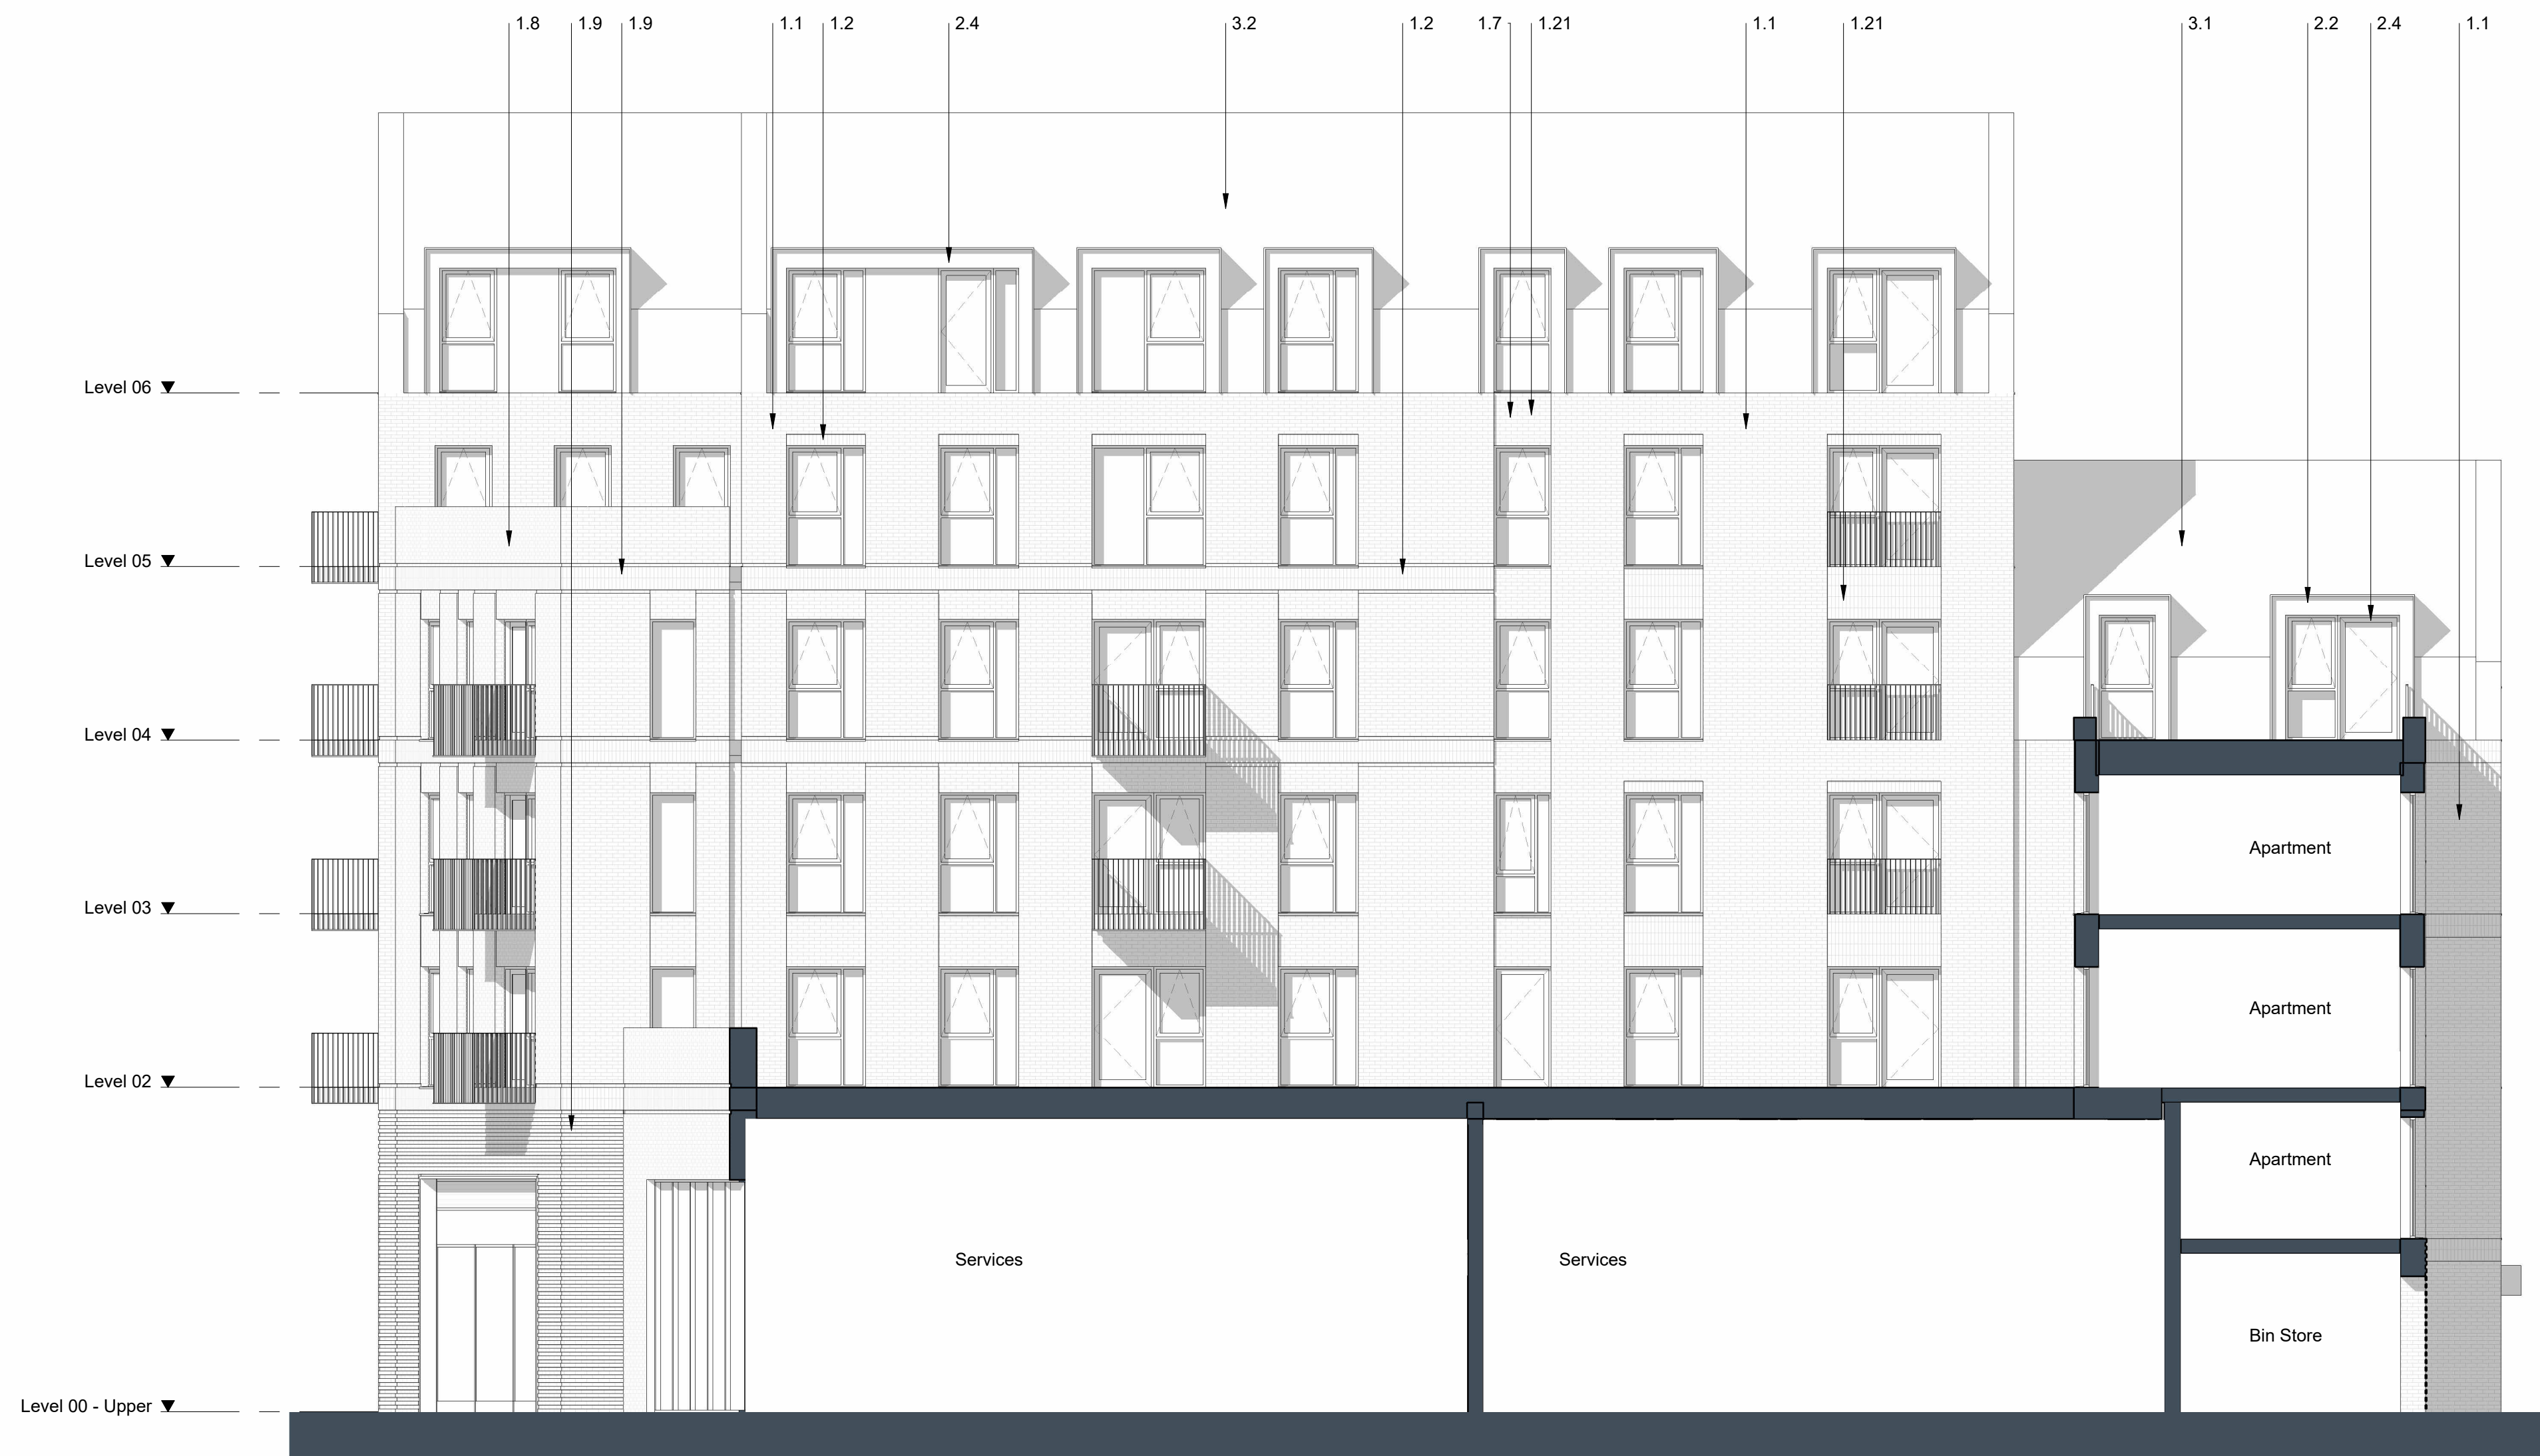 1.8 1.9 1.9 1.1 1.2 2.4 3.2 1.2 1.7 1.21 1.1 1.21 3.1 2.2 2.4 1.1
Level 06
Level 05
Level 04
Apartment
Level 03
Apartment
Level 02
Apartment
Services Services
Bin Store
Level 00 - Upper